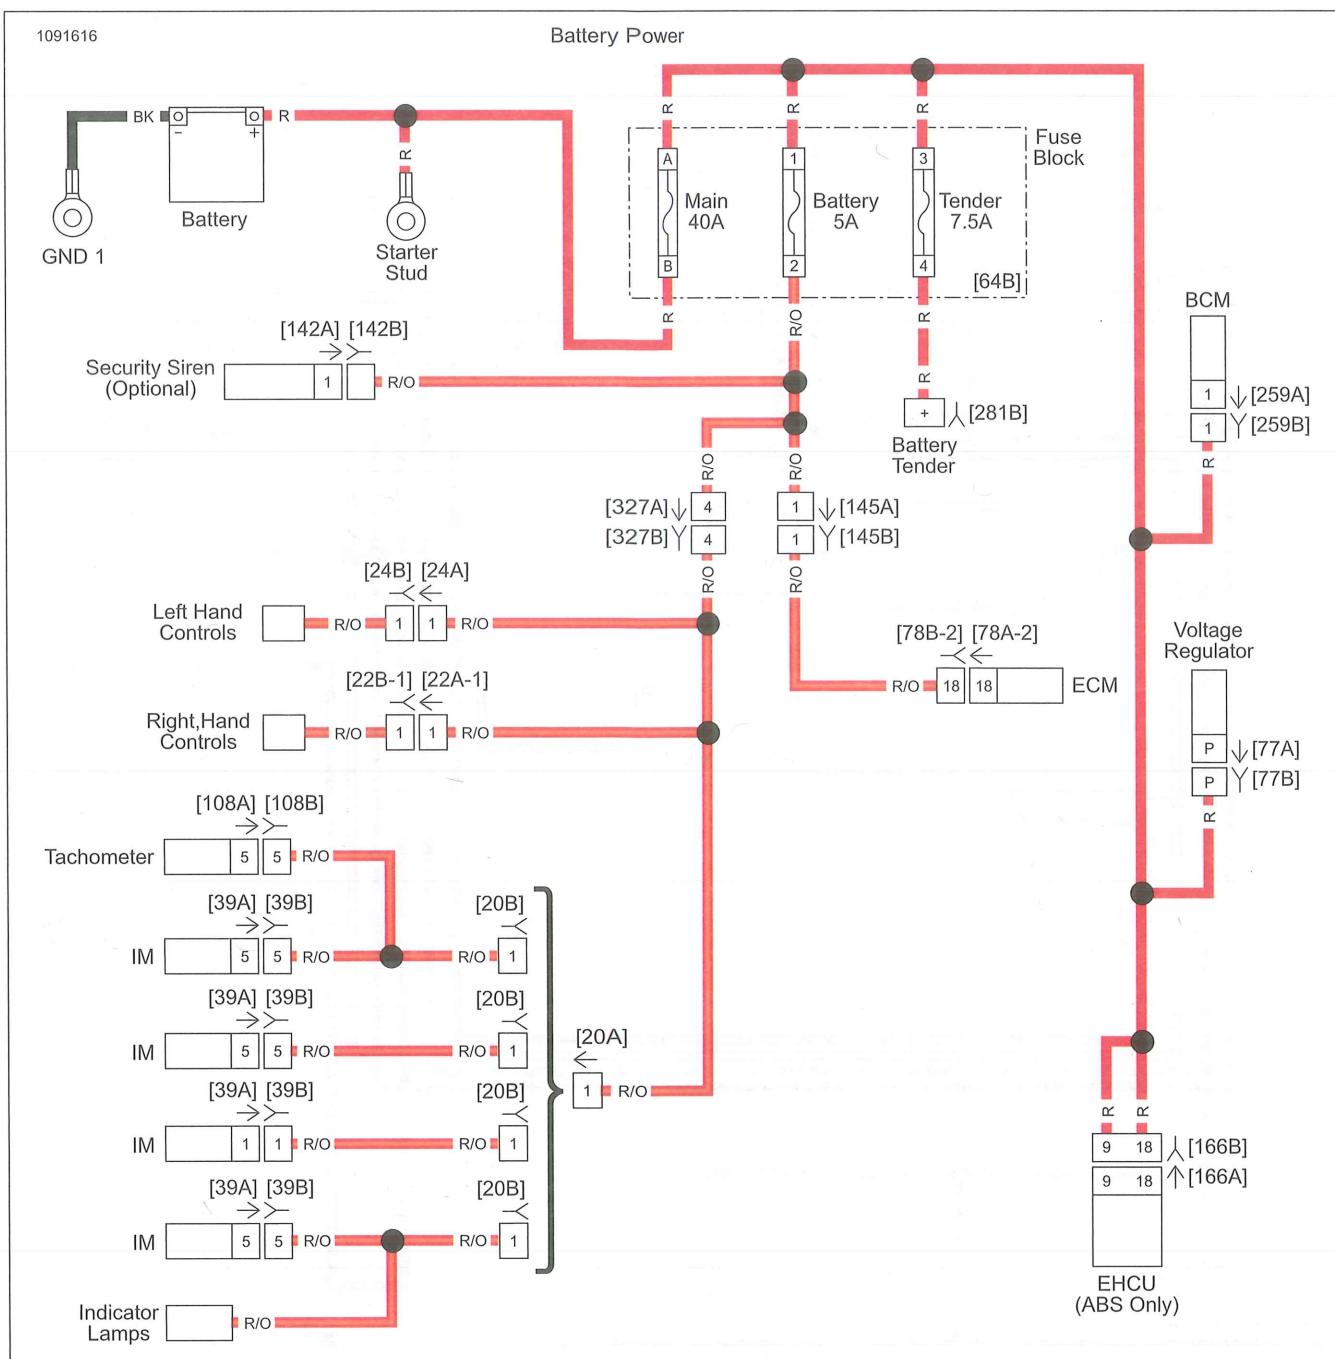 1091616
Battery Power
BK
R
-
+
Battery
GND 1
R
Starter
Stud
R
R
R
Fuse
Block
A
1
3
Main
40A
Battery
5A
Tender
7.5A
B
2
4
[64B]
R
R/O
R
R
[142A] [142B]
Security Siren
(Optional)
1
R/O
+
[281B]
Battery
Tender
BCM
1
[259A]
1
[259B]
R
R/O
R/O
[327A]
4
1
[145A]
[327B]
4
1
[145B]
R/O
R/O
[24B] [24A]
Left Hand
Controls
R/O
1
1
R/O
[78B-2] [78A-2]
R/O
18
18
ECM
Voltage
Regulator
P
[77A]
P
[77B]
R
[22B-1] [22A-1]
Right,Hand
Controls
R/O
1
1
R/O
[108A] [108B]
Tachometer
5
5
R/O
[39A] [39B]
[20B]
IM
5
5
R/O
R/O
1
[39A] [39B]
[20B]
IM
5
5
R/O
R/O
1
[20A]
1
R/O
[39A] [39B]
[20B]
IM
1
1
R/O
R/O
1
[39A] [39B]
[20B]
IM
5
5
R/O
R/O
1
Indicator
Lamps
R/O
R
R
9
18
[166B]
9
18
[166A]
EHCU
(ABS Only)